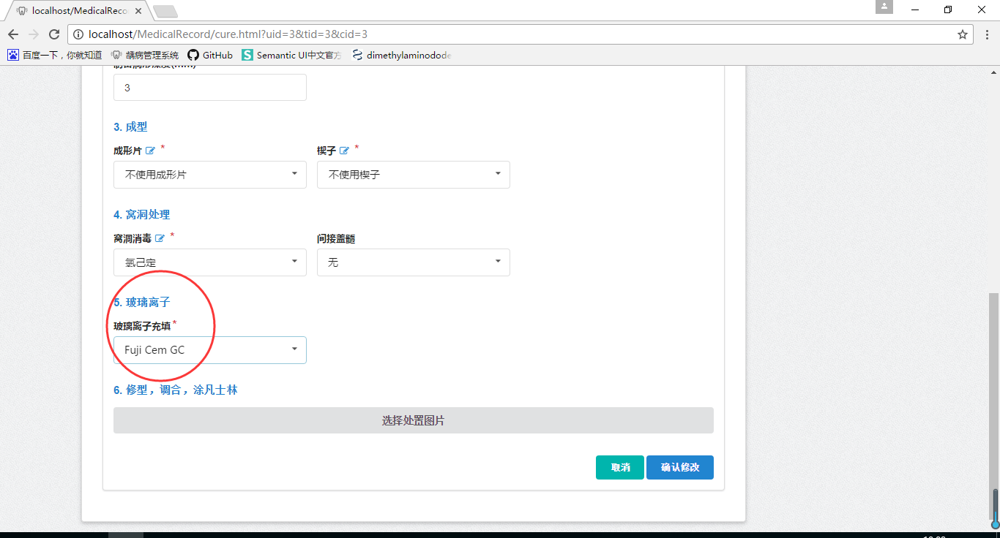 localhost/MedicalReco
localhost/MedicalRecord/cure.html?uid=3&tid=3&cid=3
百度一下，你就知道 龋病管理系统 GitHub Semantic UI中文官方 dimethylaminodode
3
3. 成型
成形片 * 楔子 *
不使用成形片 不使用楔子
4. 窝洞处理
窝洞消毒 * 间接盖髓
氢己定 无
5. 玻璃离子
玻璃离子充填*
Fuji Cem GC
6. 修型，调合，涂凡士林
选择处置图片
取消 确认修改